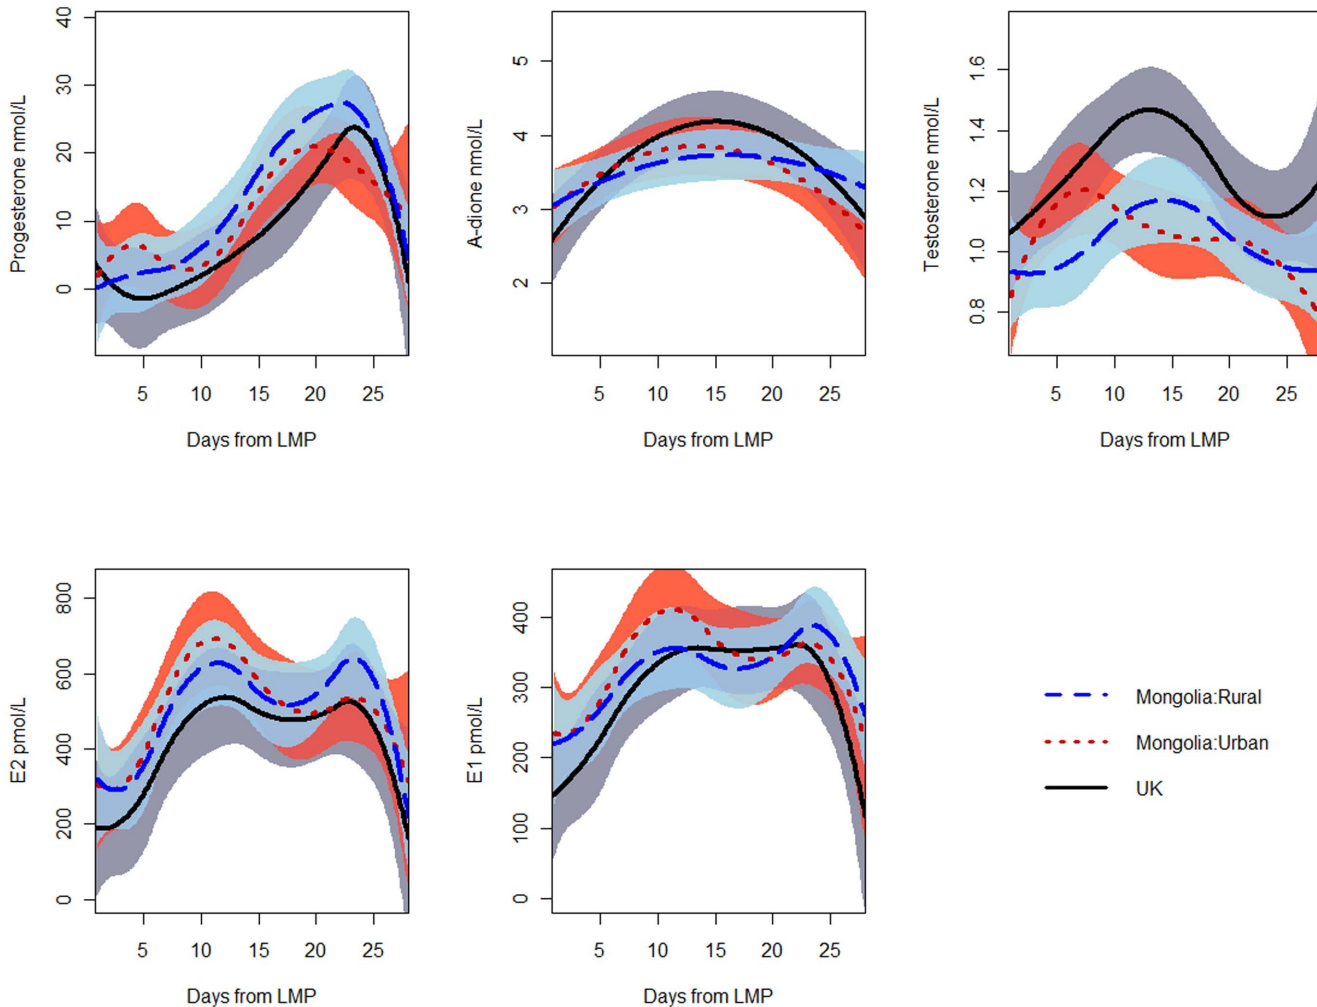 Progesterone nmol/L
40
30
20
10
0
5 10 15 20 25
Days from LMP
A-dione nmol/L
5
4
3
2
5 10 15 20 25
Days from LMP
Testosterone nmol/L
1.6
1.4
1.2
1.0
0.8
5 10 15 20 25
Days from LMP
E2 pmol/L
800
600
400
200
0
5 10 15 20 25
Days from LMP
E1 pmol/L
400
300
200
100
0
5 10 15 20 25
Days from LMP
Mongolia:Rural
Mongolia:Urban
UK